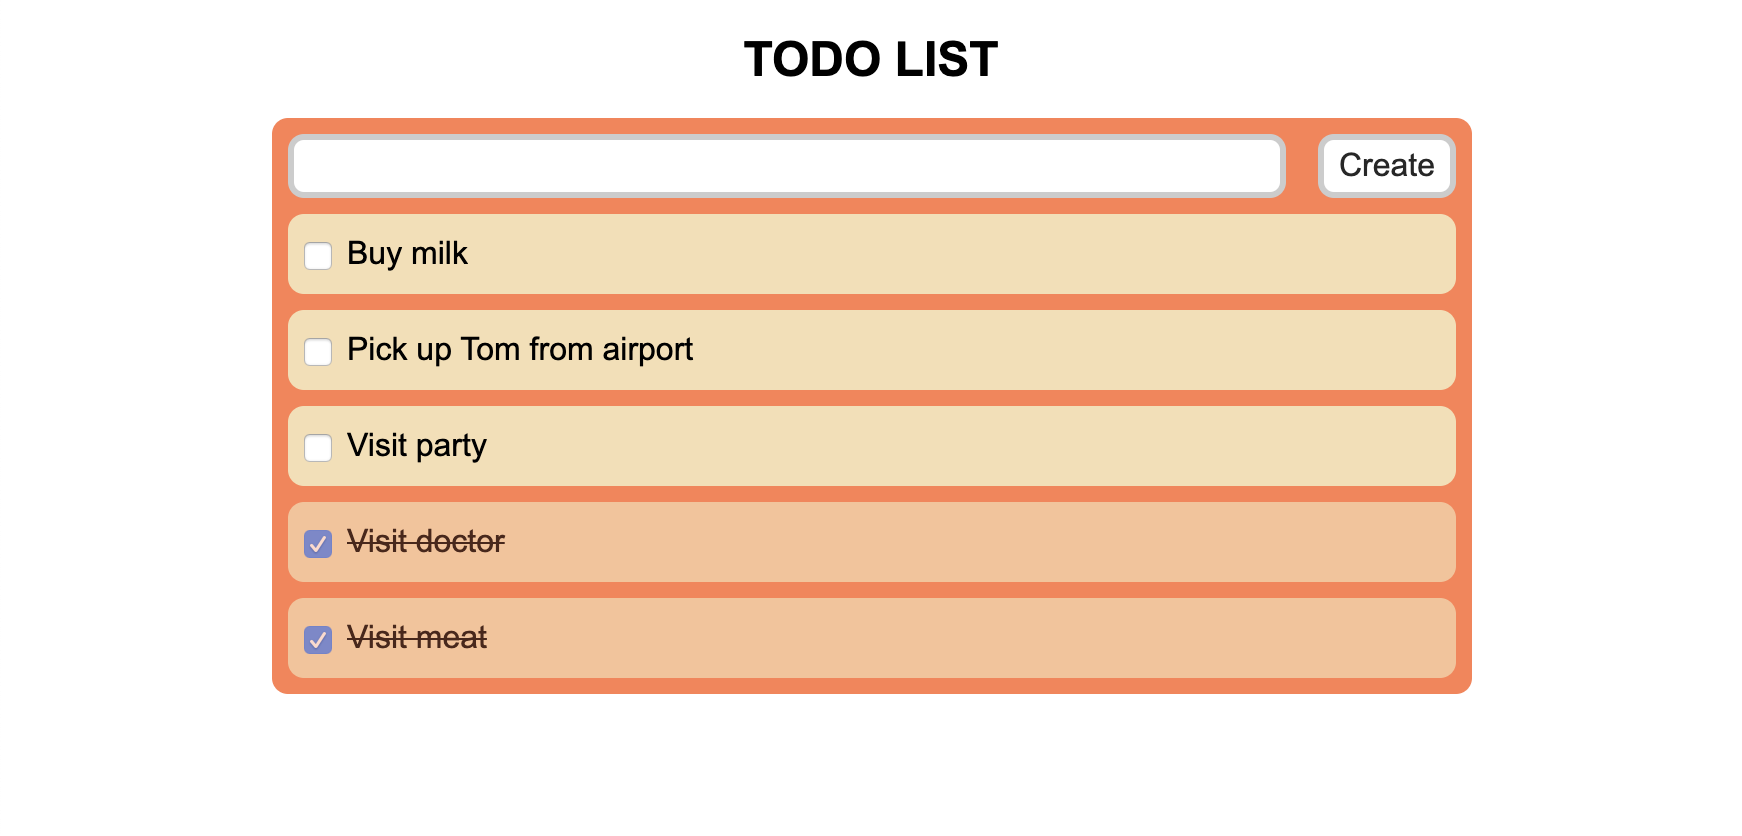 TODO LIST
Create
Buy milk
Pick up Tom from airport
Visit party
Visit doctor
Visit meat